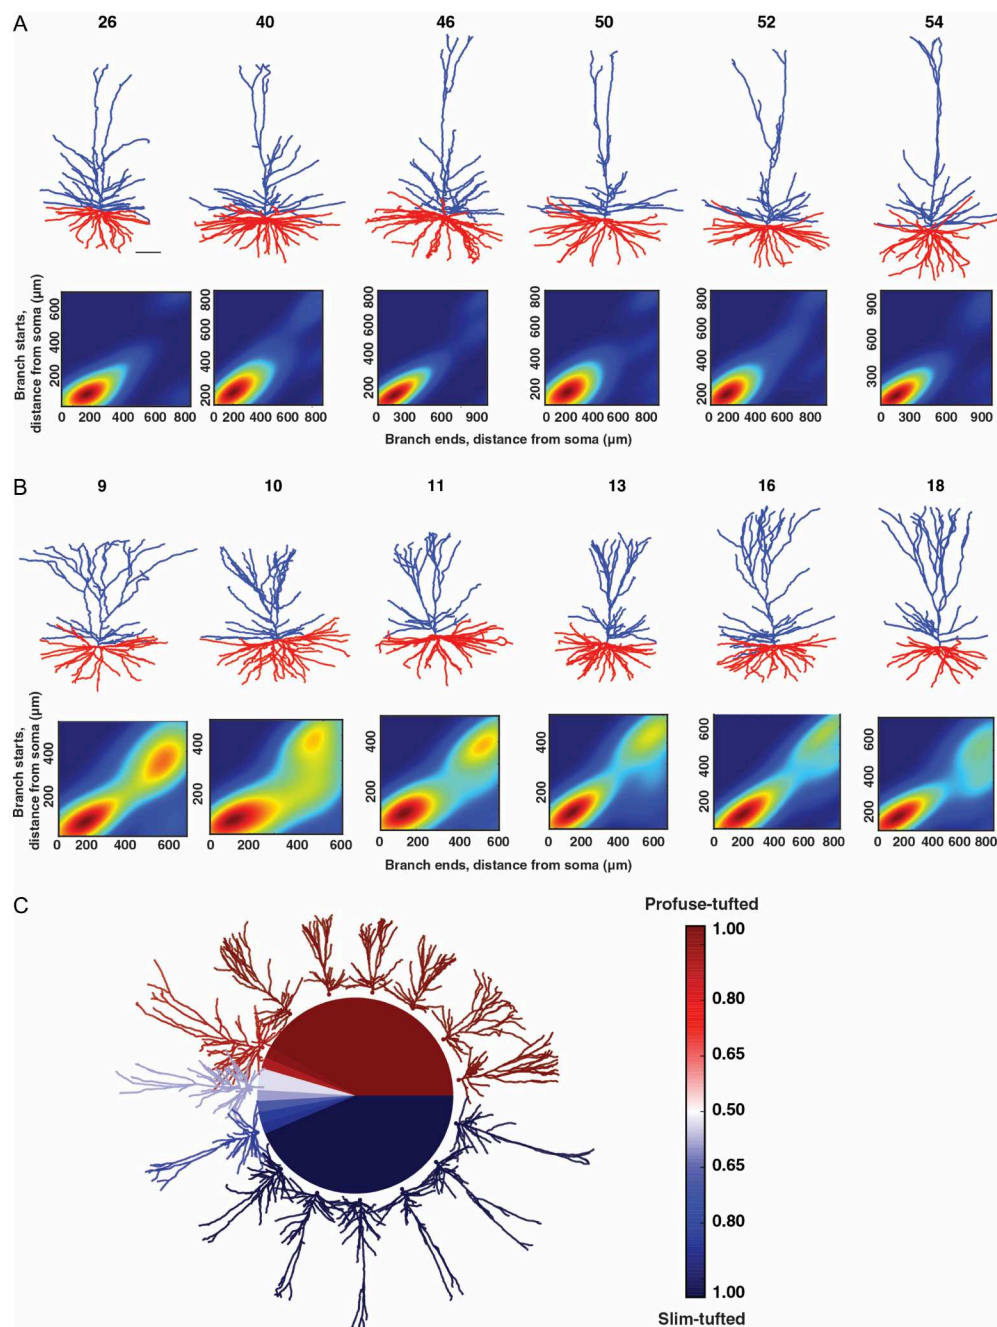 A
26 40 46 50 52 54
Branch starts,
distance from soma (μm)
200 400 600
200 400 600 800
200 400 600 800
200 400 600 800
200 400 600 800
300 600 900
0 200 400 600 800
0 200 400 600 800
0 300 600 900
0 200 400 600 800
0 200 400 600 800
0 300 600 900
Branch ends, distance from soma (μm)
B
9 10 11 13 16 18
Branch starts,
distance from soma (μm)
200 400
200 400
200 400
200 400
200 400 600
200 400 600
0 200 400 600
0 200 400 600
0 200 400 600
0 200 400 600
0 200 400 600 800
0 200 400 600 800
Branch ends, distance from soma (μm)
C
Profuse-tufted
1.00
0.80
0.65
0.50
0.65
0.80
1.00
Slim-tufted